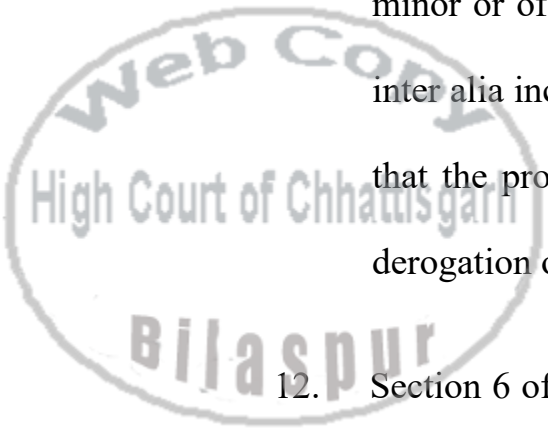 Web Copy
minor or of
inter alia inc
High Court of Chhattisgarh
that the pro
derogation o
Bilaspur
12. Section 6 of